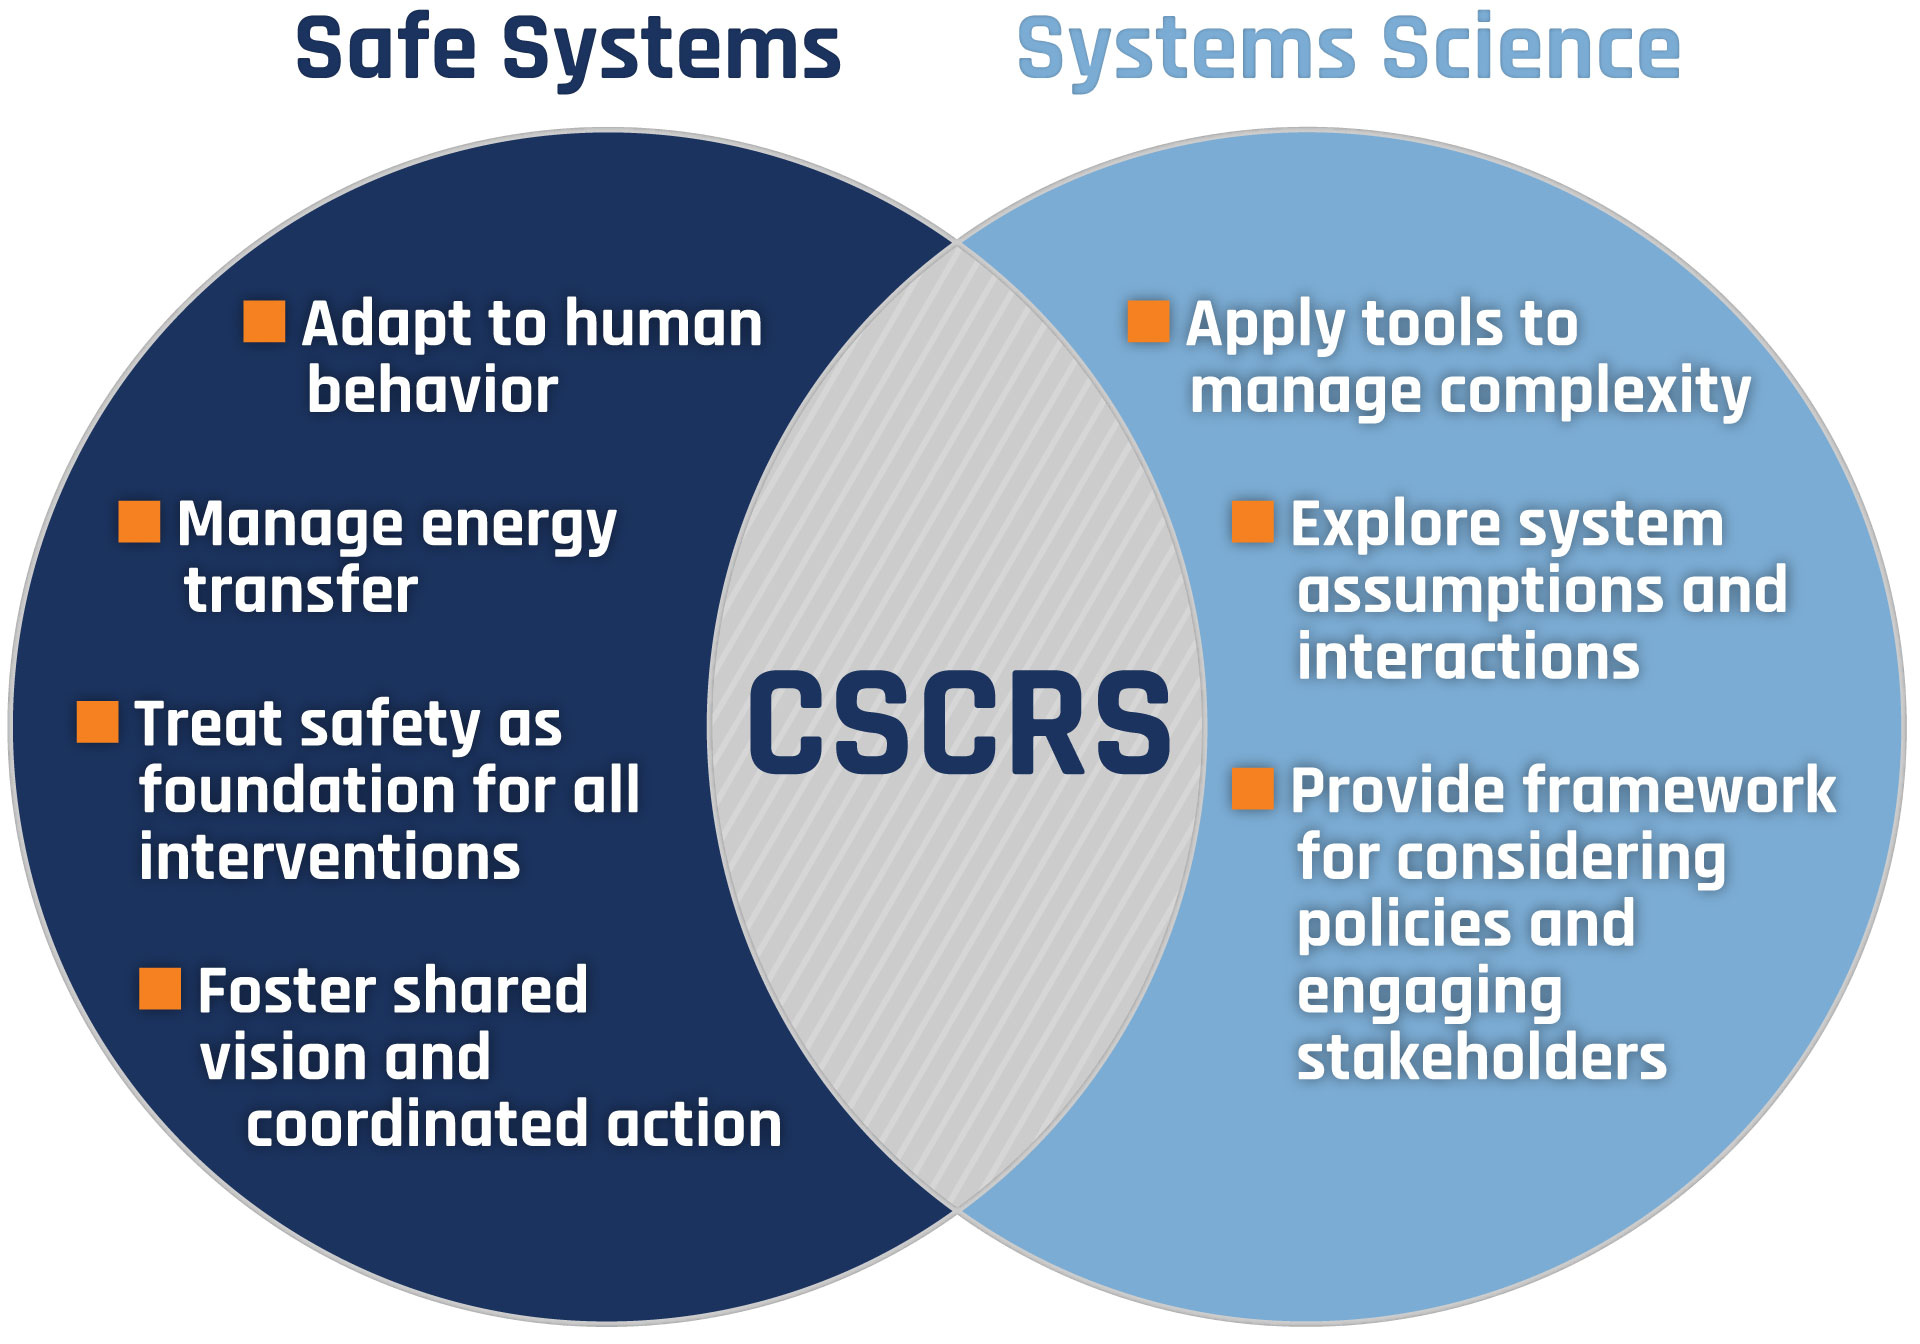 Safe Systems
Systems Science
Adapt to human
behavior
Manage energy
transfer
Treat safety as
foundation for all
interventions
Foster shared
vision and
coordinated action
CSCRS
Apply tools to
manage complexity
Explore system
assumptions and
interactions
Provide framework
for considering
policies and
engaging
stakeholders